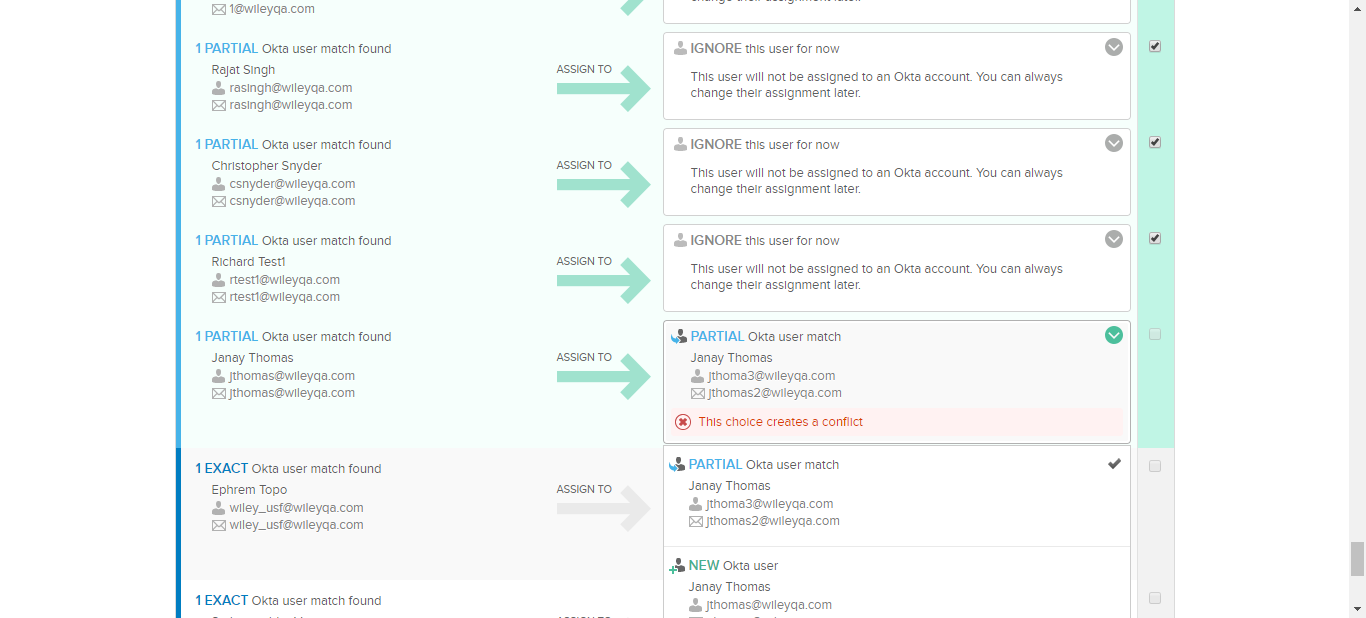 1@wileyqa.com
change their assignment later.
1 PARTIAL Okta user match found
Rajat Singh
rasingh@wileyqa.com
rasingh@wileyqa.com
ASSIGN TO
IGNORE this user for now
This user will not be assigned to an Okta account. You can always
change their assignment later.
1 PARTIAL Okta user match found
Christopher Snyder
csnyder@wileyqa.com
csnyder@wileyqa.com
ASSIGN TO
IGNORE this user for now
This user will not be assigned to an Okta account. You can always
change their assignment later.
1 PARTIAL Okta user match found
Richard Test1
rtest1@wileyqa.com
rtest1@wileyqa.com
ASSIGN TO
IGNORE this user for now
This user will not be assigned to an Okta account. You can always
change their assignment later.
1 PARTIAL Okta user match found
Janay Thomas
jthomas@wileyqa.com
jthomas@wileyqa.com
ASSIGN TO
PARTIAL Okta user match
Janay Thomas
jthoma3@wileyqa.com
jthomas2@wileyqa.com
This choice creates a conflict
1 EXACT Okta user match found
Ephrem Topo
wiley_usf@wileyqa.com
wiley_usf@wileyqa.com
ASSIGN TO
PARTIAL Okta user match
Janay Thomas
jthoma3@wileyqa.com
jthomas2@wileyqa.com
NEW Okta user
Janay Thomas
jthomas@wileyqa.com
1 EXACT Okta user match found
ASSIGN TO